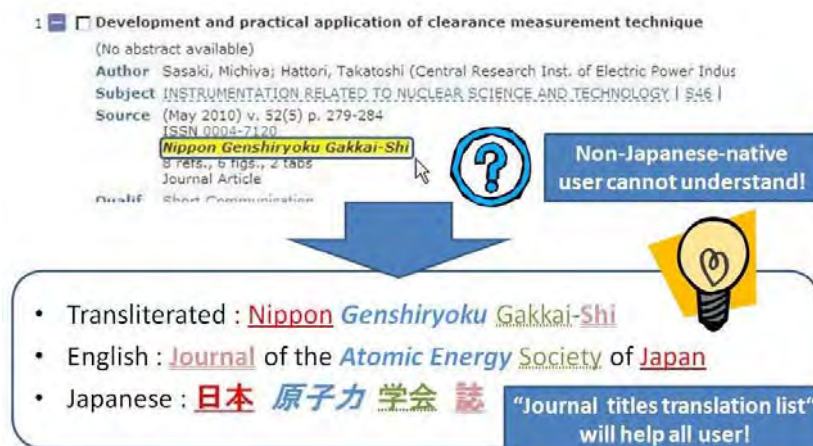 1 Development and practical application of clearance measurement technique
(No abstract available)
Author Sasaki, Michiva; Hattori, Takatoshi (Central Research Inst. of Electric Power Indus
Subject INSTRUMENTATION RELATED TO NUCLEAR SCIENCE AND TECHNOLOGY | S46 |
Source (May 2010) v. 52(5) p. 279-284
ISSN 0004-7120
Nippon Genshiryoku Gakkai-Shi
8 refs., 6 figs., 2 tabs
Journal Article
Qualif Short Communication
?
Non-Japanese-native
user cannot understand!
• Transliterated : Nippon Genshiryoku Gakkai-Shi
• English : Journal of the Atomic Energy Society of Japan
• Japanese : 日本 原子力 学会 誌
"Journal titles translation list"
will help all user!